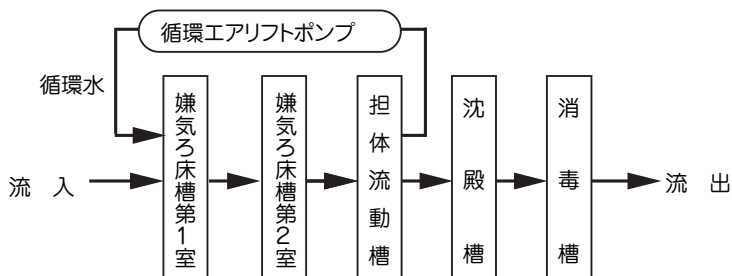 循環エアリフトポンプ
循環水
流入
嫌気ろ床槽第1室
嫌気ろ床槽第2室
担体流動槽
沈殿槽
消毒槽
流出